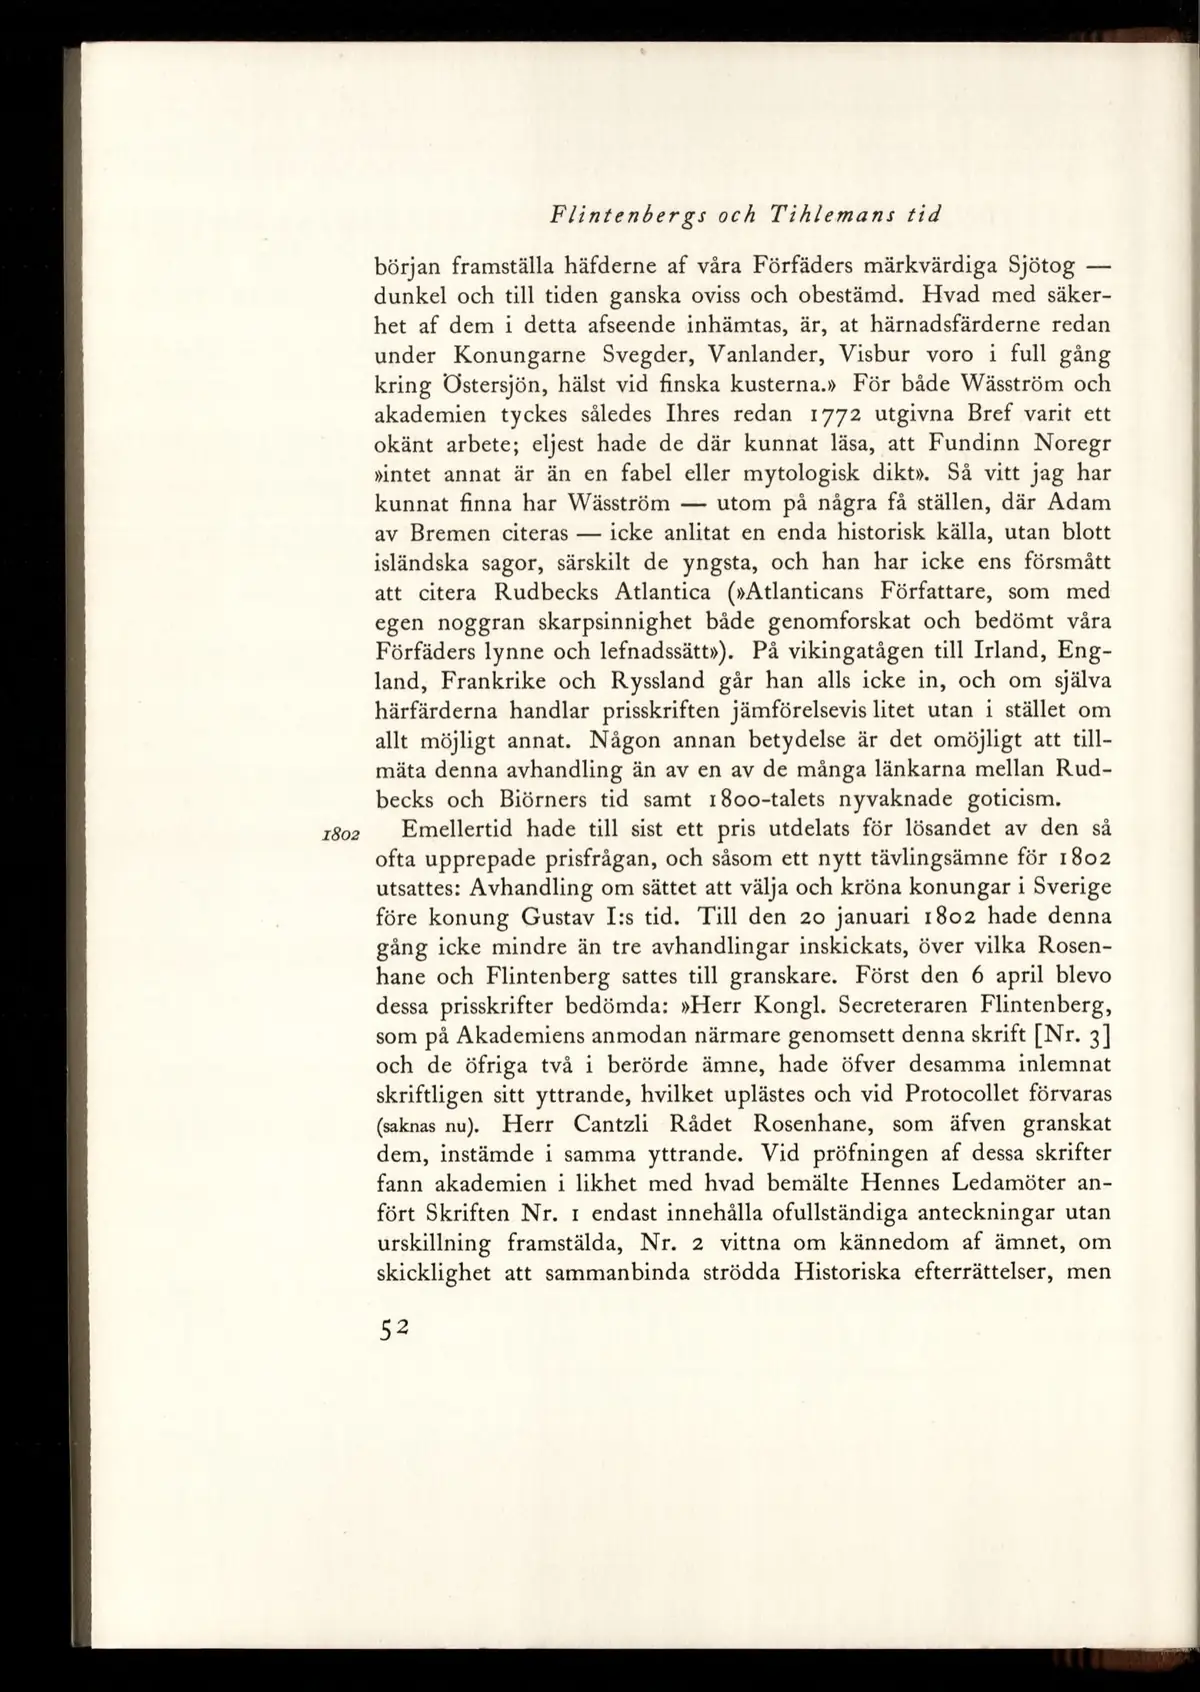 Flintenbergs och Tihlemans tid
början framställa häfderne af våra Förfäders märkvärdiga Sjötog —
dunkel och till tiden ganska oviss och obestämd. Hvad med säker-
het af dem i detta afseende inhämtas, är, at härnadsfärderne redan
under Konungarne Svegder, Vanlander, Visbur voro i full gång
kring Östersjön, hälst vid finska kusterna.» För både Wäsström och
akademien tyckes således Ihres redan 1772 utgivna Bref varit ett
okänt arbete; eljest hade de där kunnat läsa, att Fundinn Noregr
»intet annat är än en fabel eller mytologisk dikt». Så vitt jag har
kunnat finna har Wäsström — utom på några få ställen, där Adam
av Bremen citeras — icke anlitat en enda historisk källa, utan blott
isländska sagor, särskilt de yngsta, och han har icke ens försmått
att citera Rudbecks Atlantica (»Atlanticans Författare, som med
egen noggran skarpsinnighet både genomforskat och bedömt våra
Förfäders lynne och lefnadssätt»). På vikingatågen till Irland, Eng-
land, Frankrike och Ryssland går han alls icke in, och om själva
härfärderna handlar prisskriften jämförelsevis litet utan i stället om
allt möjligt annat. Någon annan betydelse är det omöjligt att till-
mäta denna avhandling än av en av de många länkarna mellan Rud-
becks och Biörners tid samt 1800-talets nyvaknade goticism.
1802 Emellertid hade till sist ett pris utdelats för lösandet av den så
ofta upprepade prisfrågan, och såsom ett nytt tävlingsämne för 1802
utsattes: Avhandling om sättet att välja och kröna konungar i Sverige
före konung Gustav I:s tid. Till den 20 januari 1802 hade denna
gång icke mindre än tre avhandlingar inskickats, över vilka Rosen-
hane och Flintenberg sattes till granskare. Först den 6 april blevo
dessa prisskrifter bedömda: »Herr Kongl. Secreteraren Flintenberg,
som på Akademiens anmodan närmare genomsett denna skrift [Nr. 3]
och de öfriga två i berörde ämne, hade öfver desamma inlemnat
skriftligen sitt yttrande, hvilket uplästes och vid Protocollet förvaras
(saknas nu). Herr Cantzli Rådet Rosenhane, som äfven granskat
dem, instämde i samma yttrande. Vid pröfningen af dessa skrifter
fann akademien i likhet med hvad bemälte Hennes Ledamöter an-
fört Skriften Nr. 1 endast innehålla ofullständiga anteckningar utan
urskillning framstälda, Nr. 2 vittna om kännedom af ämnet, om
skicklighet att sammanbinda strödda Historiska efterrättelser, men
52